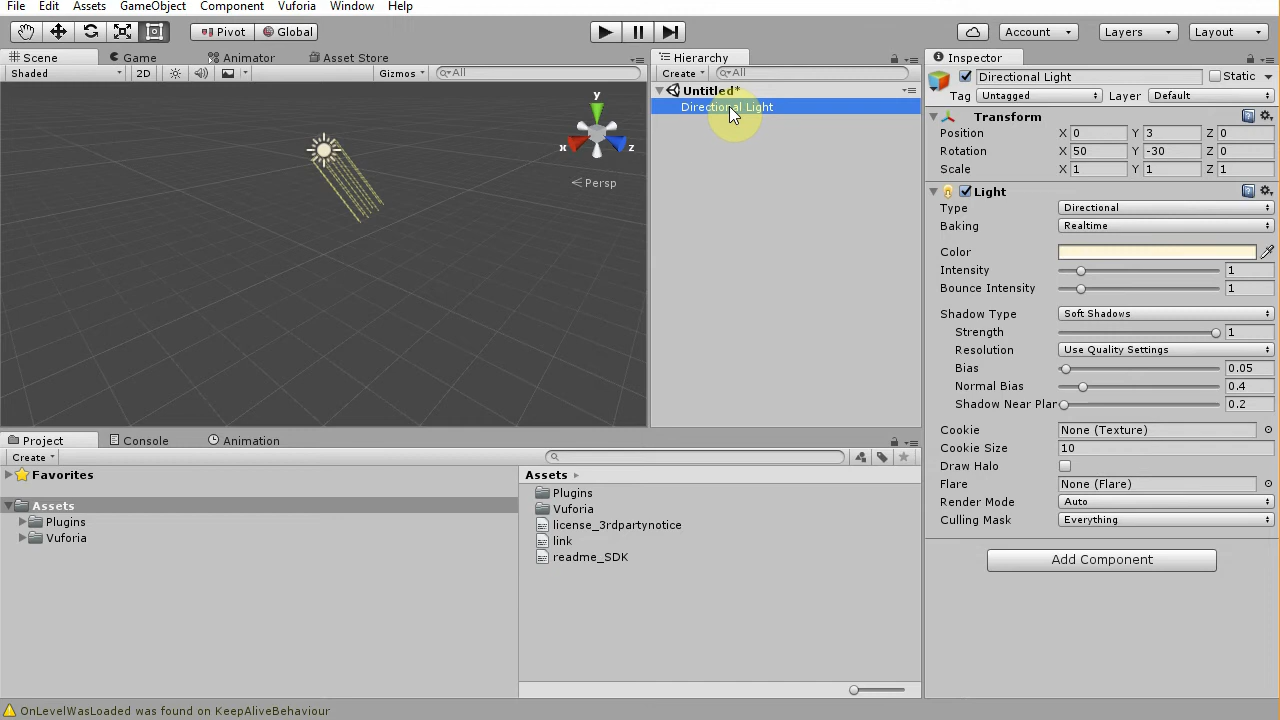 File Edit Assets GameObject Component Vuforia Window Help
Pivot Global Account Layers Layout
Scene Game Animator Asset Store
Shaded 2D Gizmos All
y
x z
Persp
Hierarchy
Create All
Untitled*
Directional Light
Inspector
Directional Light Static
Tag Untagged Layer Default
Transform
Position X 0 Y 3 Z 0
Rotation X 50 Y -30 Z 0
Scale X 1 Y 1 Z 1
Light
Type Directional
Baking Realtime
Color
Intensity 1
Bounce Intensity 1
Shadow Type Soft Shadows
Strength 1
Resolution Use Quality Settings
Bias 0.05
Normal Bias 0.4
Shadow Near Plar 0.2
Cookie None (Texture)
Cookie Size 10
Draw Halo
Flare None (Flare)
Render Mode Auto
Culling Mask Everything
Add Component
Project Console Animation
Create
Favorites
Assets
Plugins
Vuforia
Assets
Plugins
Vuforia
license_3rdpartynotice
link
readme_SDK
OnLevelWasLoaded was found on KeepAliveBehaviour